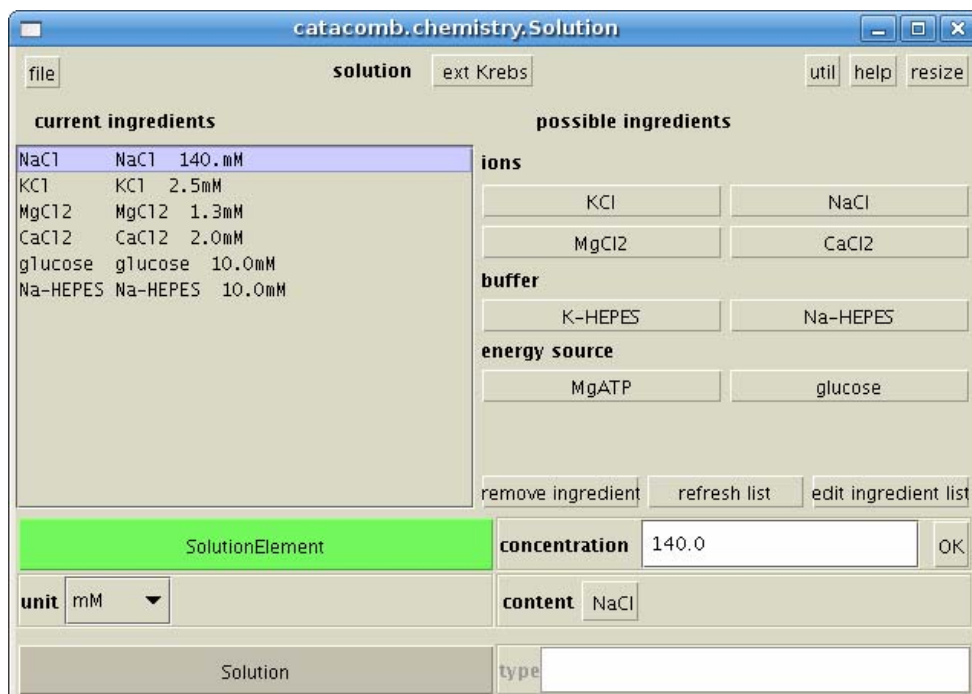 catacomb.chemistry.Solution
file solution ext Krebs util help resize
current ingredients possible ingredients
NaCl NaCl 140.mM
KCl KCl 2.5mM
MgCl2 MgCl2 1.3mM
CaCl2 CaCl2 2.0mM
glucose glucose 10.0mM
Na-HEPES Na-HEPES 10.0mM
ions
KCl NaCl
MgCl2 CaCl2
buffer
K-HEPES Na-HEPES
energy source
MgATP glucose
remove ingredient refresh list edit ingredient list
SolutionElement concentration 140.0 OK
unit mM content NaCl
Solution type